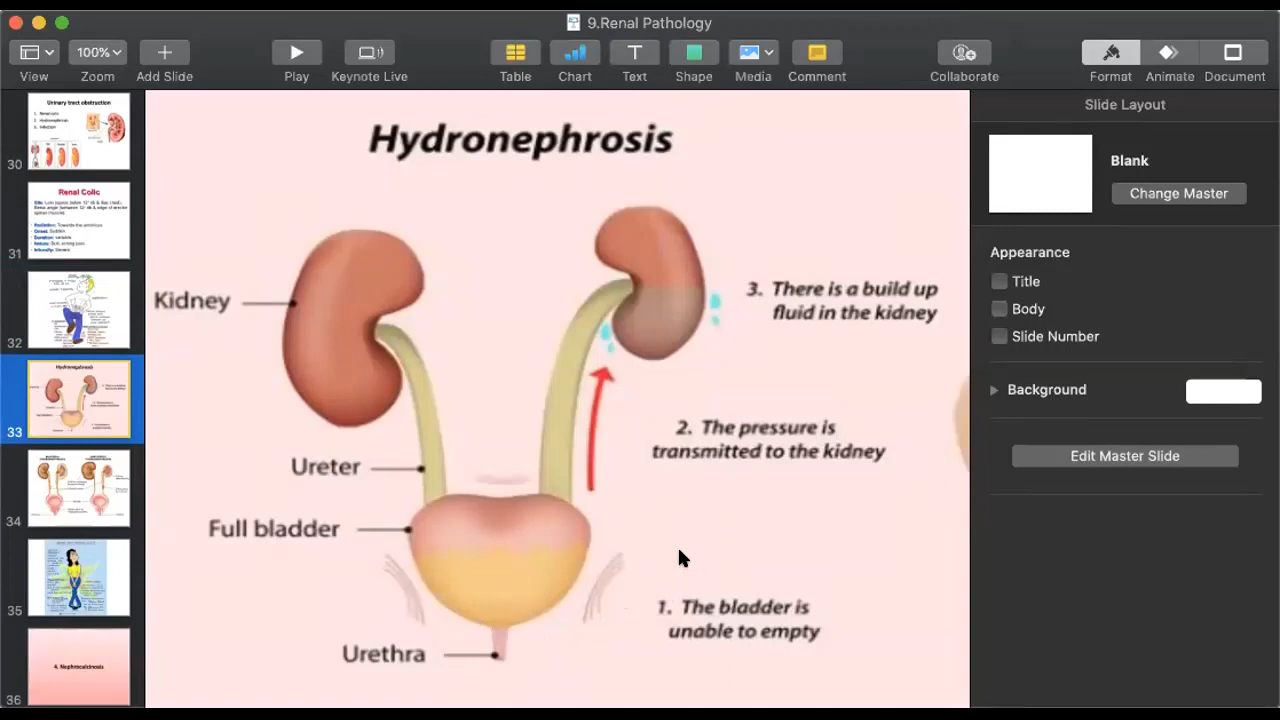 9.Renal Pathology
100%
View
Zoom
Add Slide
Play
Keynote Live
Table
Chart
Text
Shape
Media
Comment
Collaborate
Format
Animate
Document
Urinary tract obstruction
30
Renal Colic
31
32
Hydronephrosis
33
34
35
4. Nephrocalcinosis
36
Hydronephrosis
Kidney
3. There is a build up
fluid in the kidney
2. The pressure is
transmitted to the kidney
Ureter
Full bladder
1. The bladder is
unable to empty
Urethra
Slide Layout
Blank
Change Master
Appearance
Title
Body
Slide Number
Background
Edit Master Slide